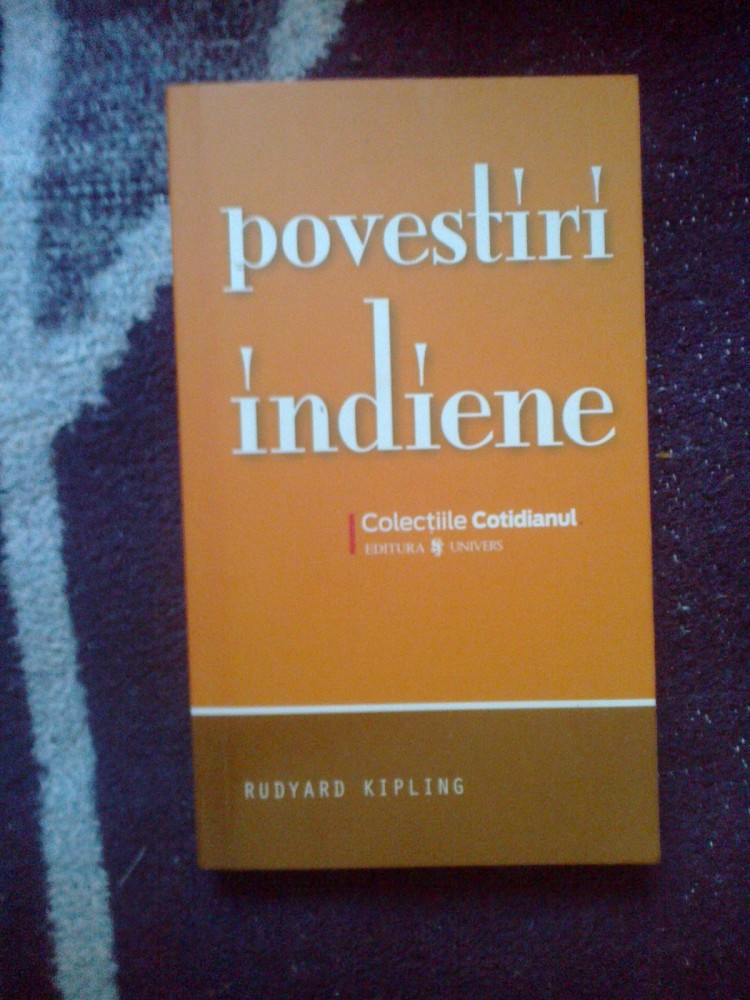 povestiri
indiene
Colecțiile Cotidianul.
EDITURA UNIVERS
RUDYARD KIPLING